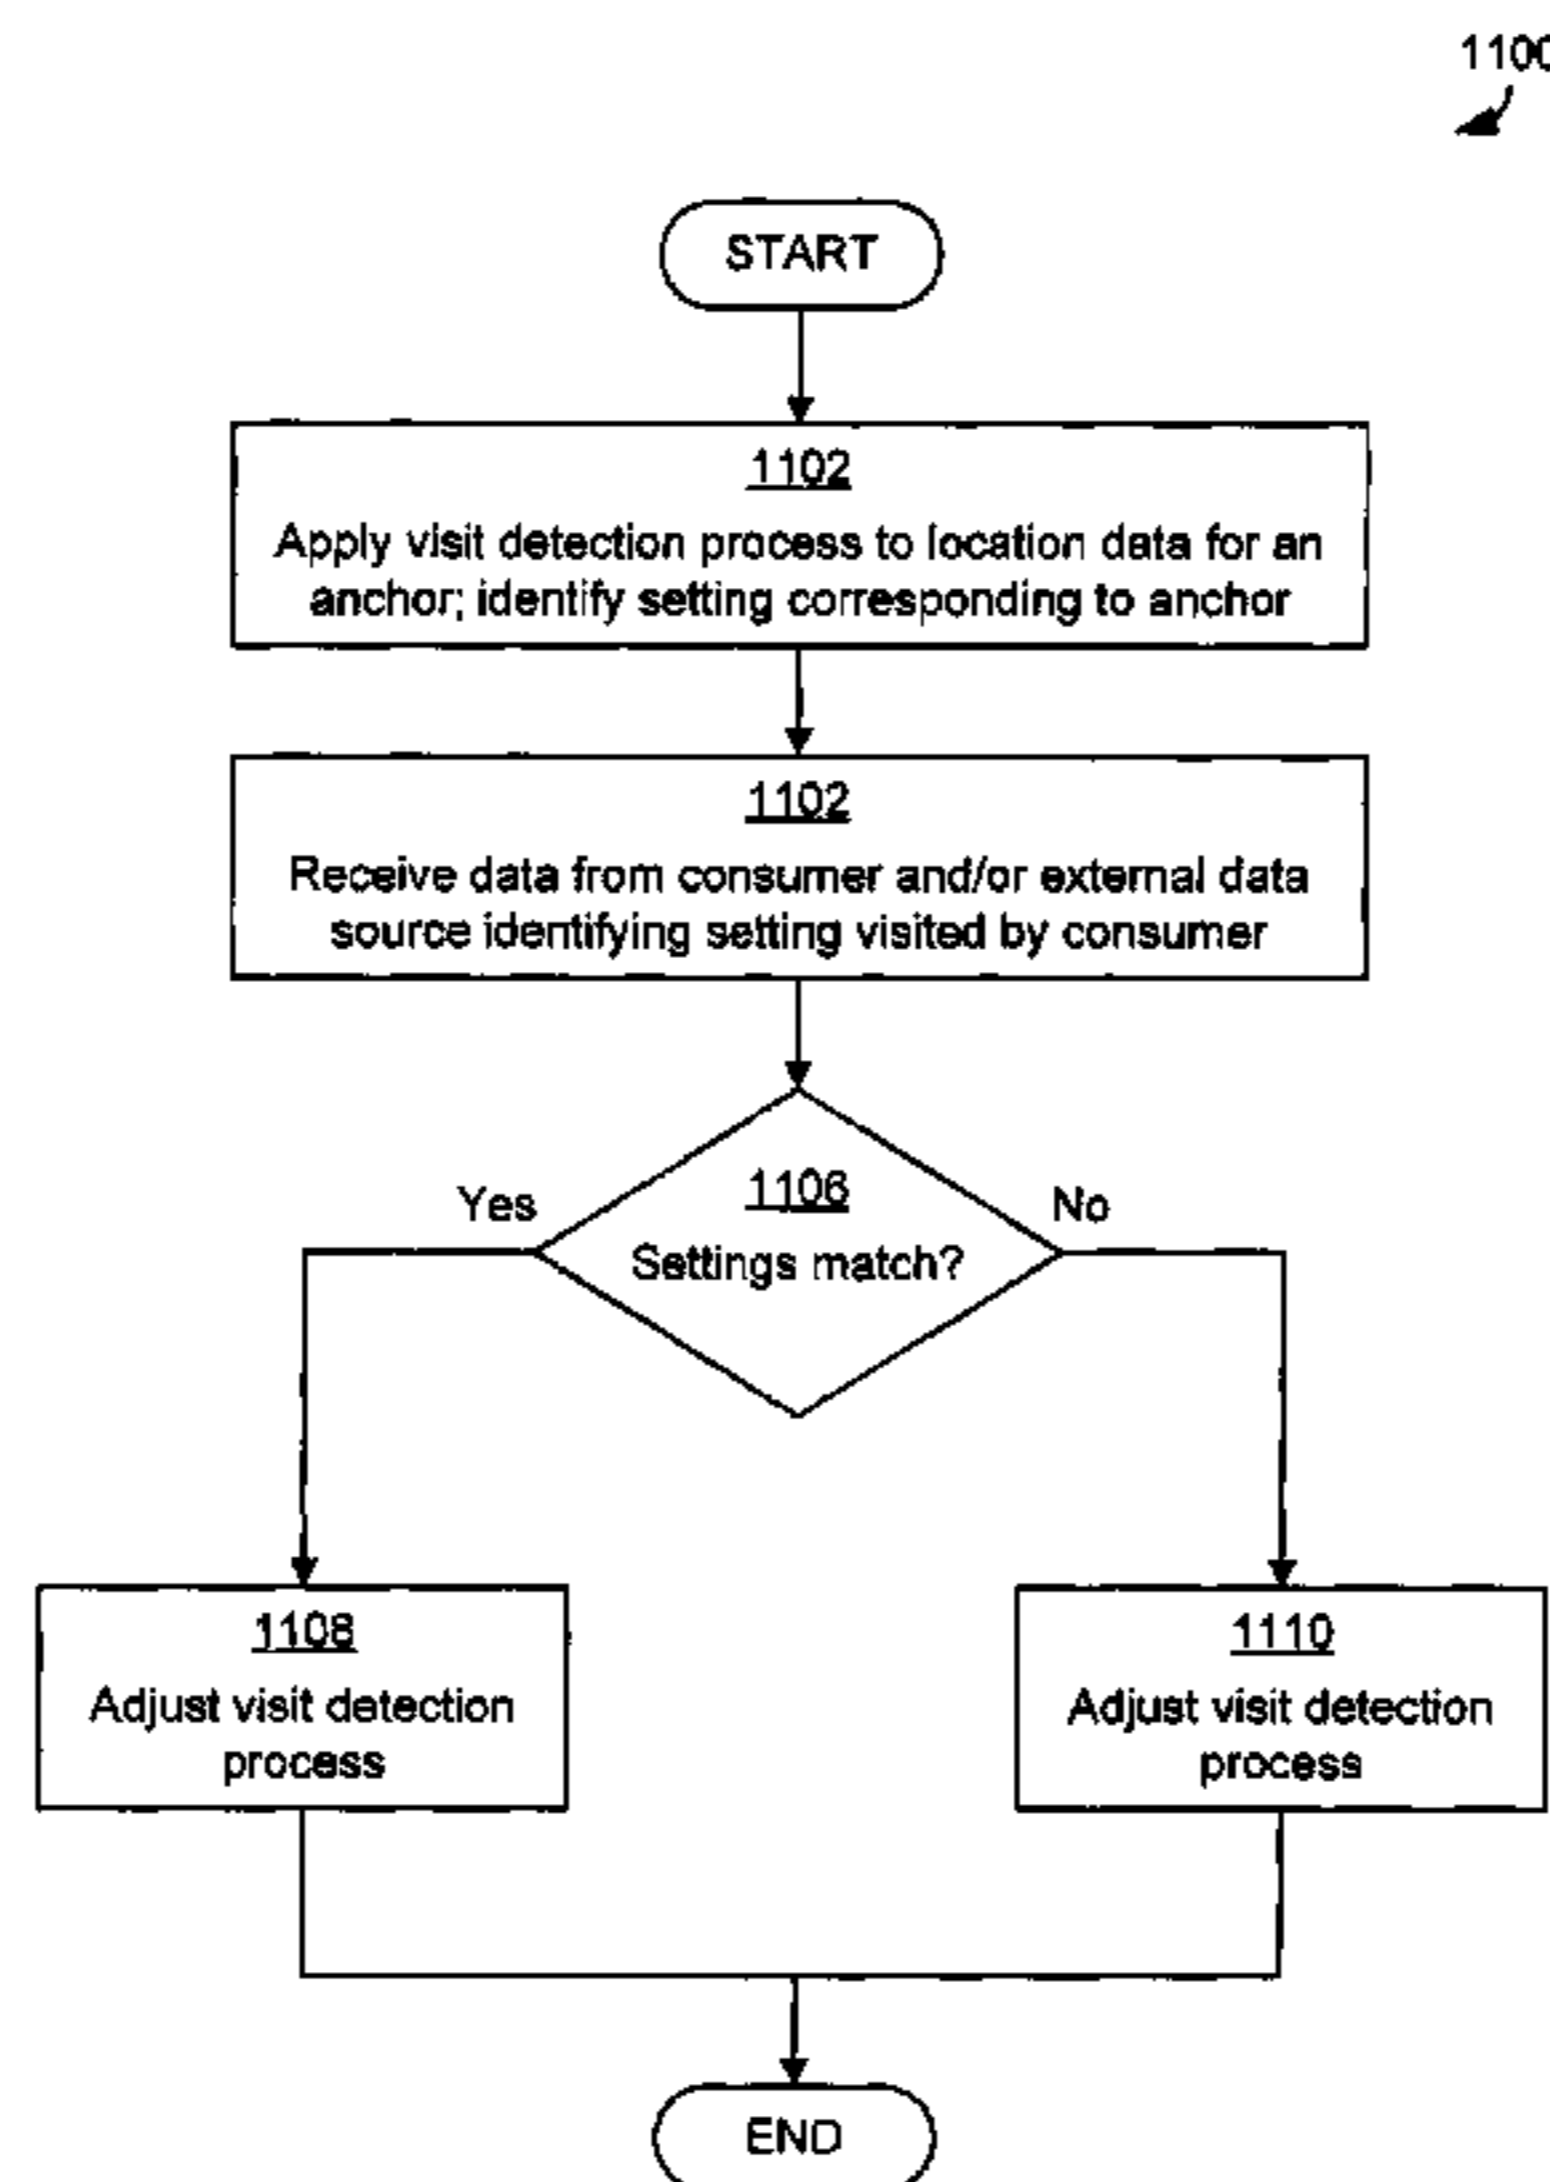 1100
START
1102
Apply visit detection process to location data for an
anchor; identify setting corresponding to anchor
1102
Receive data from consumer and/or external data
source identifying setting visited by consumer
1106
Yes
No
Settings match?
1108
Adjust visit detection
process
1110
Adjust visit detection
process
END